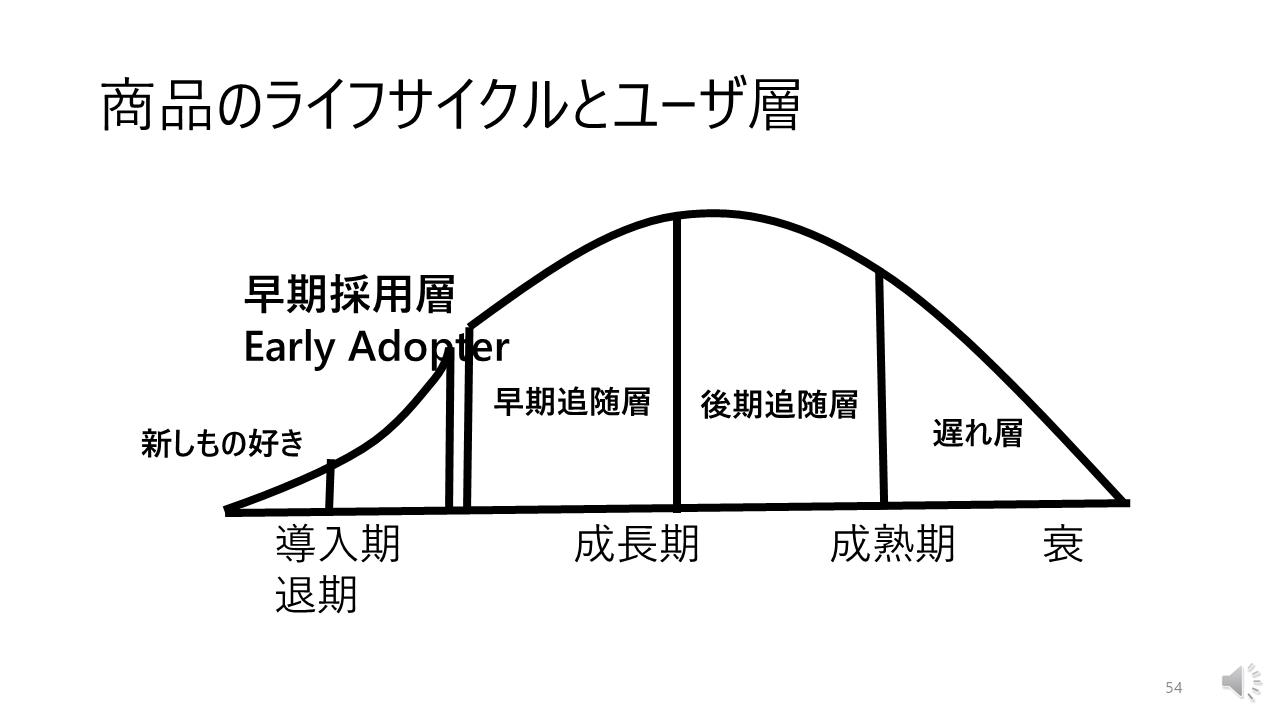 商品のライフサイクルとユーザ層
早期採用層
Early Adopter
新しもの好き
早期追随層
後期追随層
遅れ層
導入期 成長期 成熟期 衰
退期
54